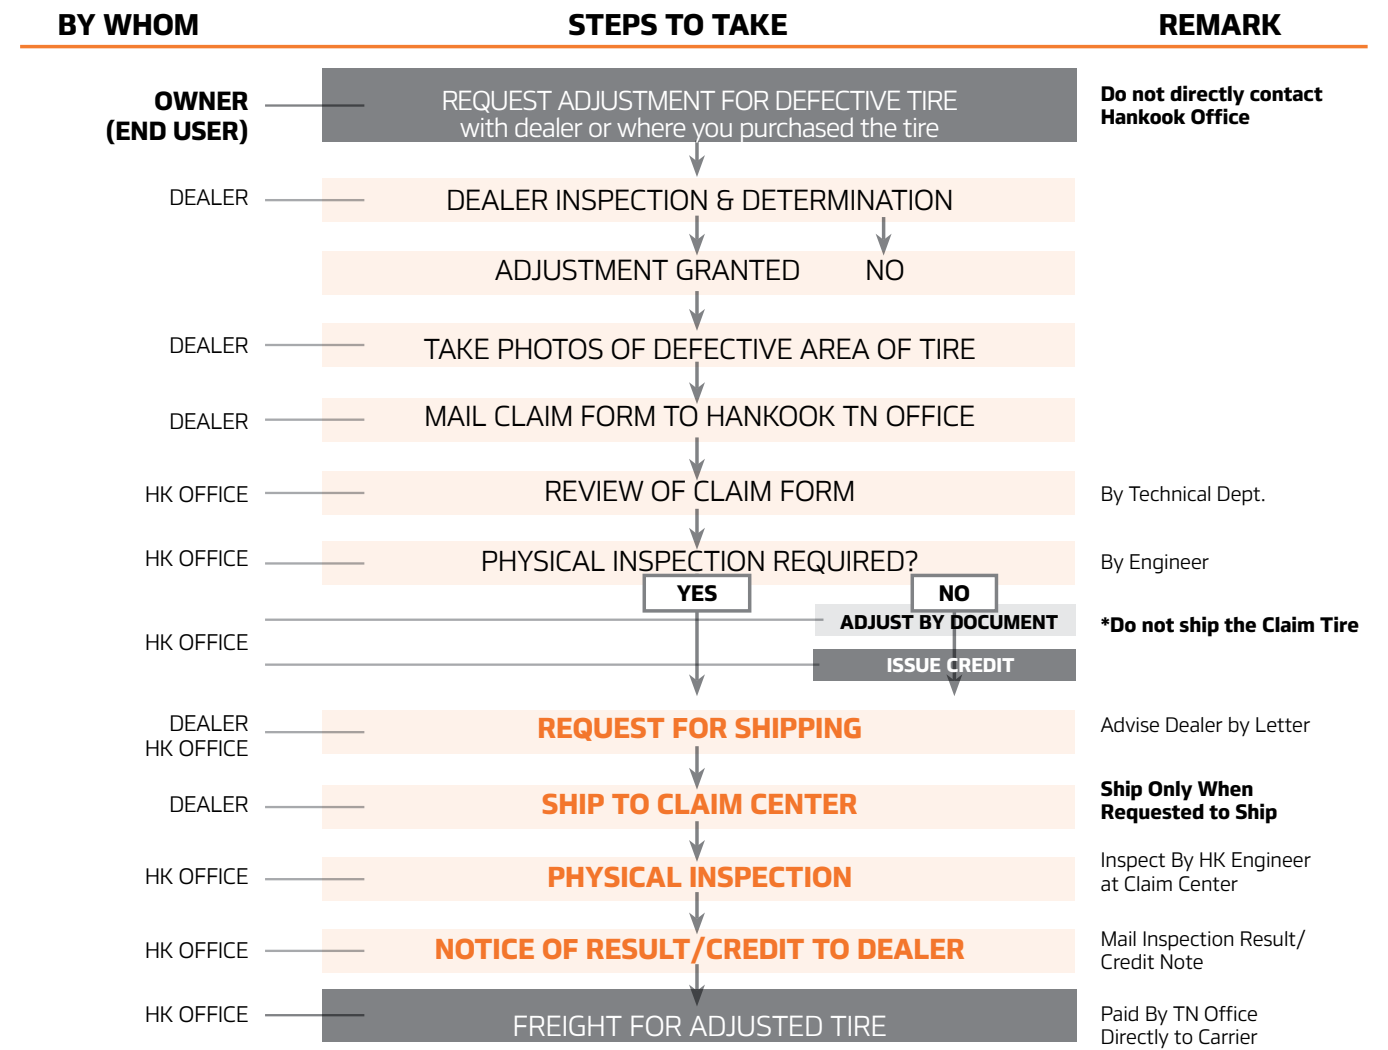 BY WHOM STEPS TO TAKE REMARK
OWNER
(END USER)
REQUEST ADJUSTMENT FOR DEFECTIVE TIRE
with dealer or where you purchased the tire
Do not directly contact
Hankook Office
DEALER DEALER INSPECTION & DETERMINATION
ADJUSTMENT GRANTED NO
DEALER TAKE PHOTOS OF DEFECTIVE AREA OF TIRE
DEALER MAIL CLAIM FORM TO HANKOOK TN OFFICE
HK OFFICE REVIEW OF CLAIM FORM By Technical Dept.
HK OFFICE PHYSICAL INSPECTION REQUIRED? By Engineer
YES NO
HK OFFICE
ADJUST BY DOCUMENT *Do not ship the Claim Tire
ISSUE CREDIT
DEALER
HK OFFICE
REQUEST FOR SHIPPING Advise Dealer by Letter
DEALER SHIP TO CLAIM CENTER
Ship Only When
Requested to Ship
HK OFFICE PHYSICAL INSPECTION
Inspect By HK Engineer
at Claim Center
HK OFFICE NOTICE OF RESULT/CREDIT TO DEALER
Mail Inspection Result/
Credit Note
HK OFFICE FREIGHT FOR ADJUSTED TIRE
Paid By TN Office
Directly to Carrier